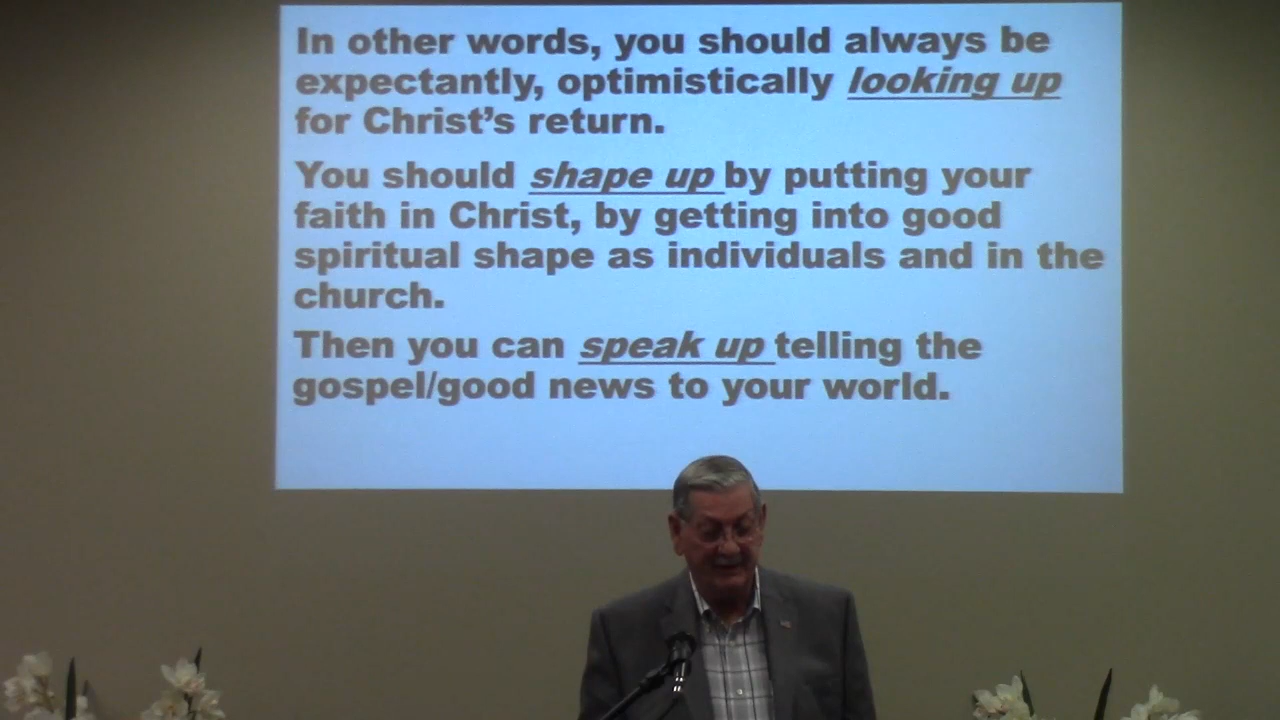 In other words, you should always be
expectantly, optimistically looking up
for Christ's return.
You should shape up by putting your
faith in Christ, by getting into good
spiritual shape as individuals and in the
church.
Then you can speak up telling the
gospel/good news to your world.